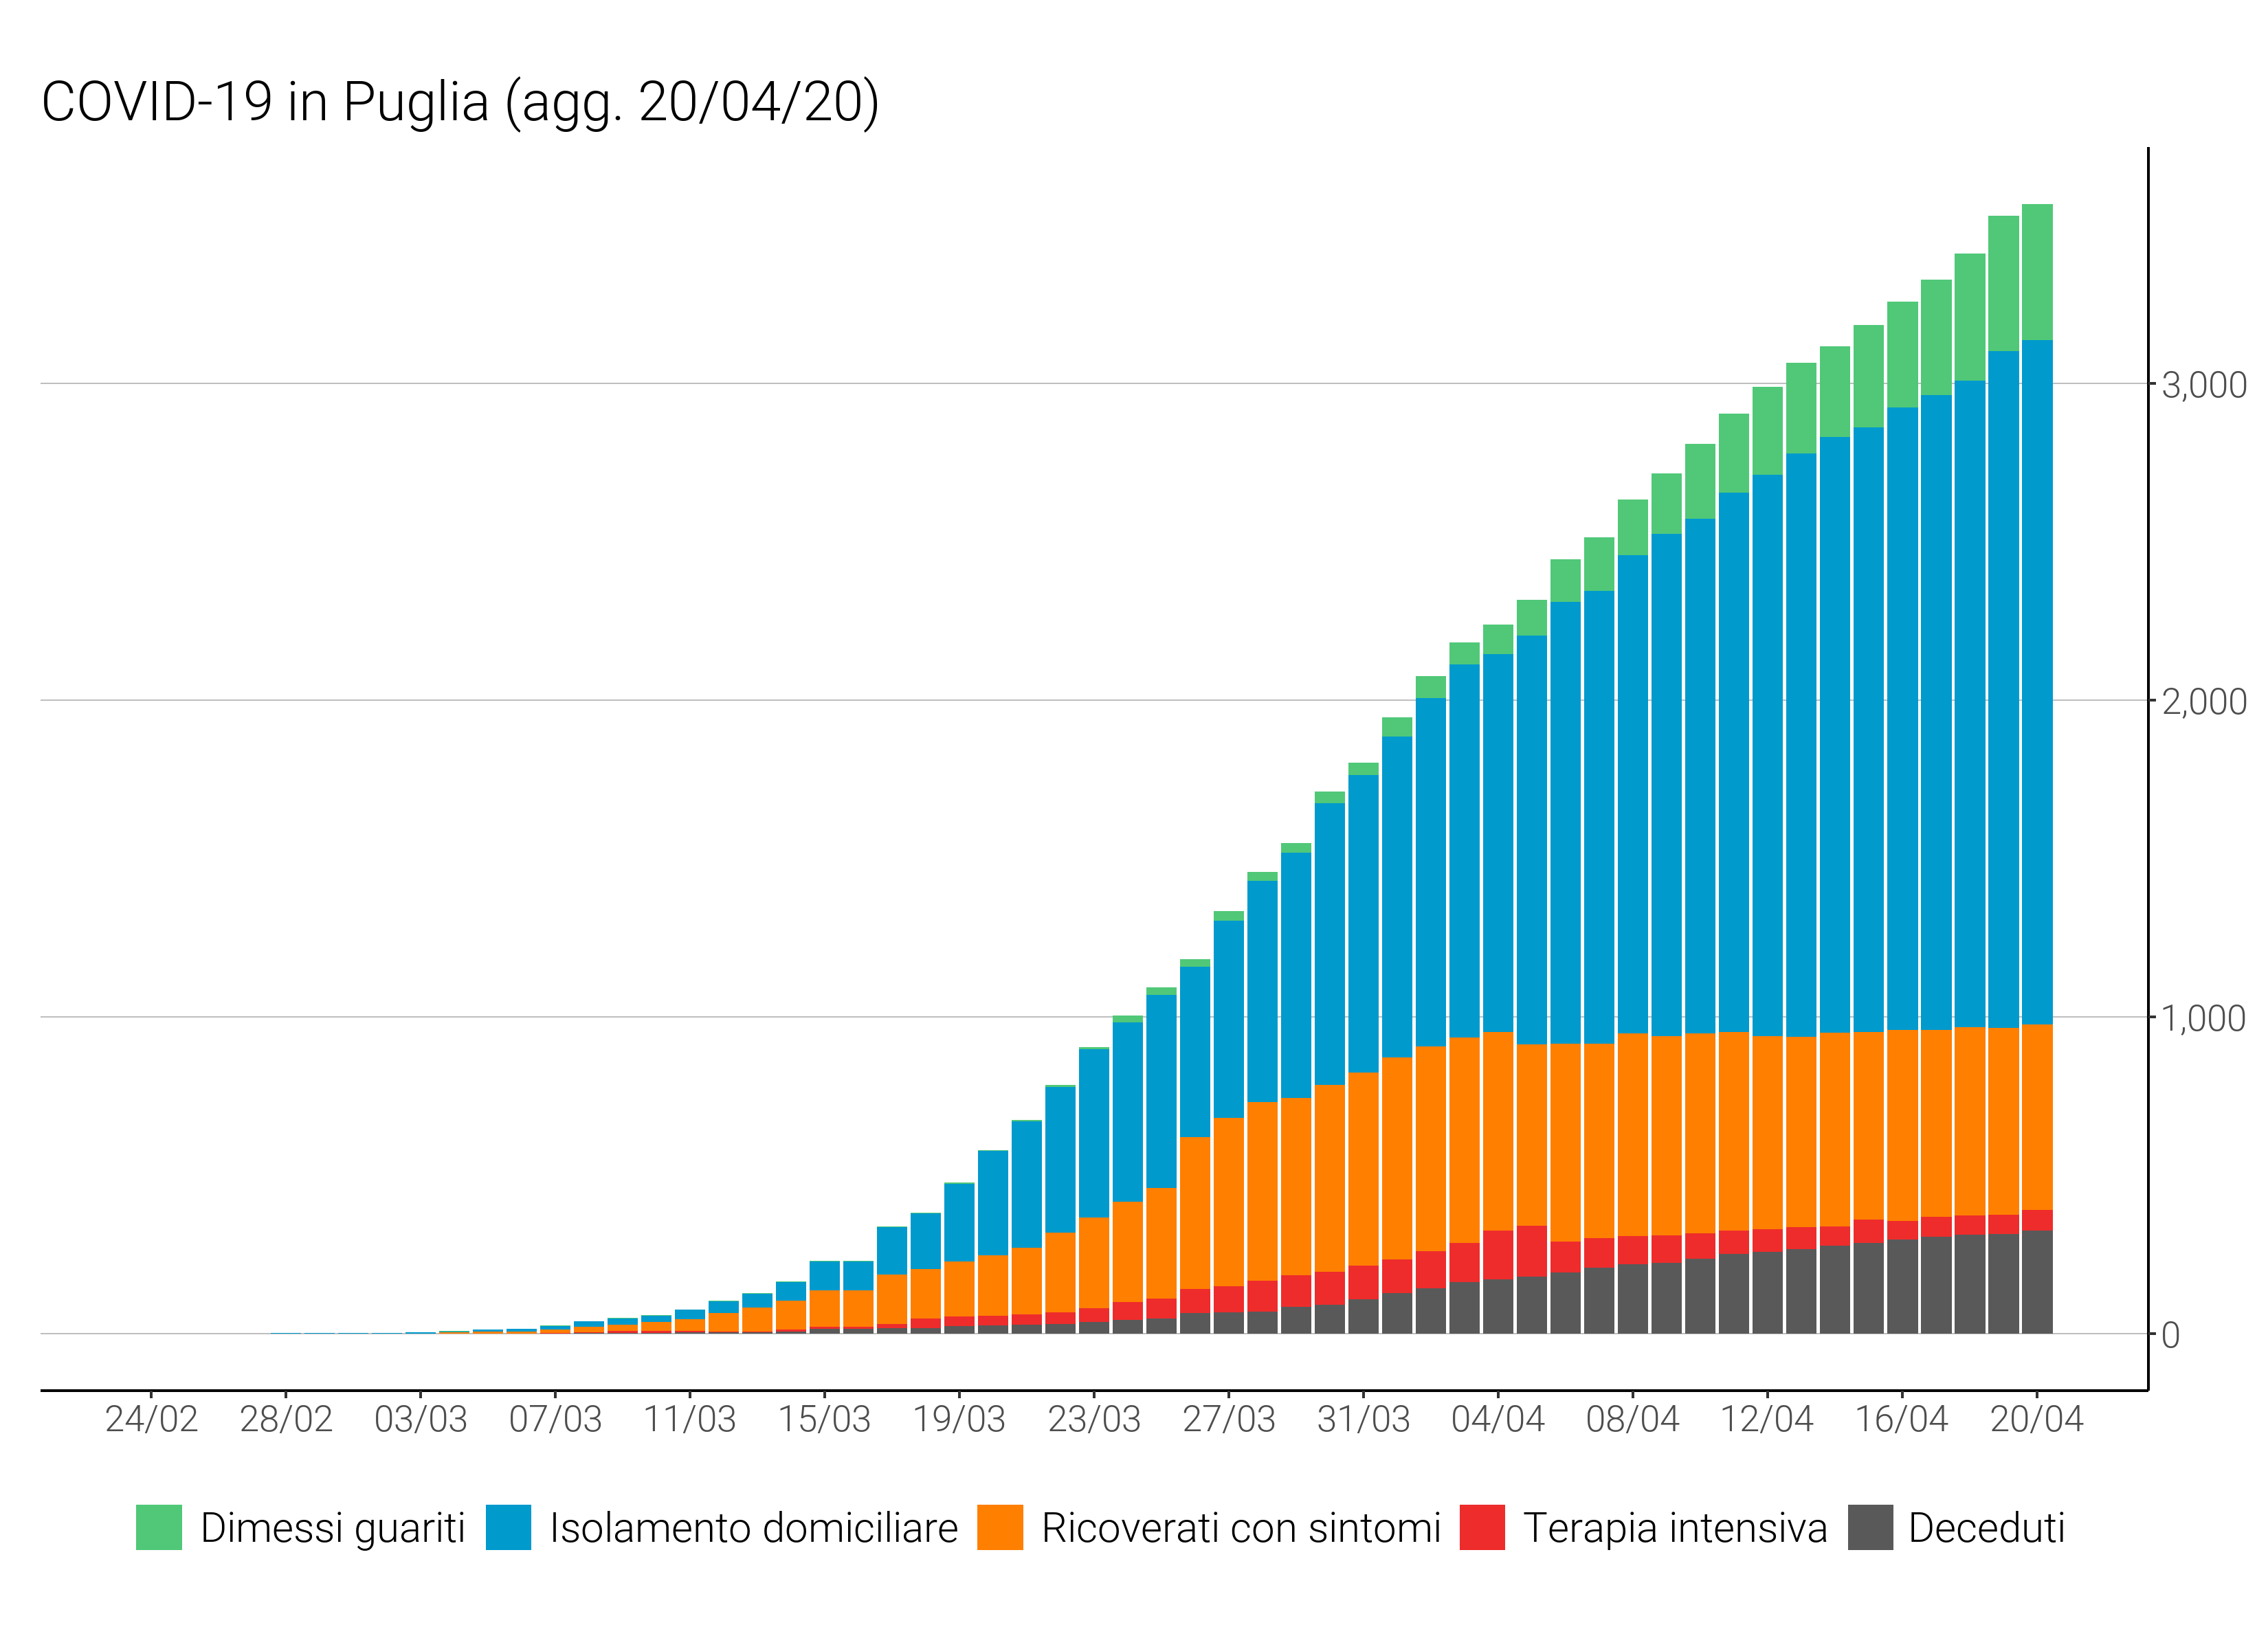 COVID-19 in Puglia (agg. 20/04/20)
3,000
2,000
1,000
0
24/02 28/02 03/03 07/03 11/03 15/03 19/03 23/03 27/03 31/03 04/04 08/04 12/04 16/04 20/04
Dimessi guariti Isolamento domiciliare Ricoverati con sintomi Terapia intensiva Deceduti